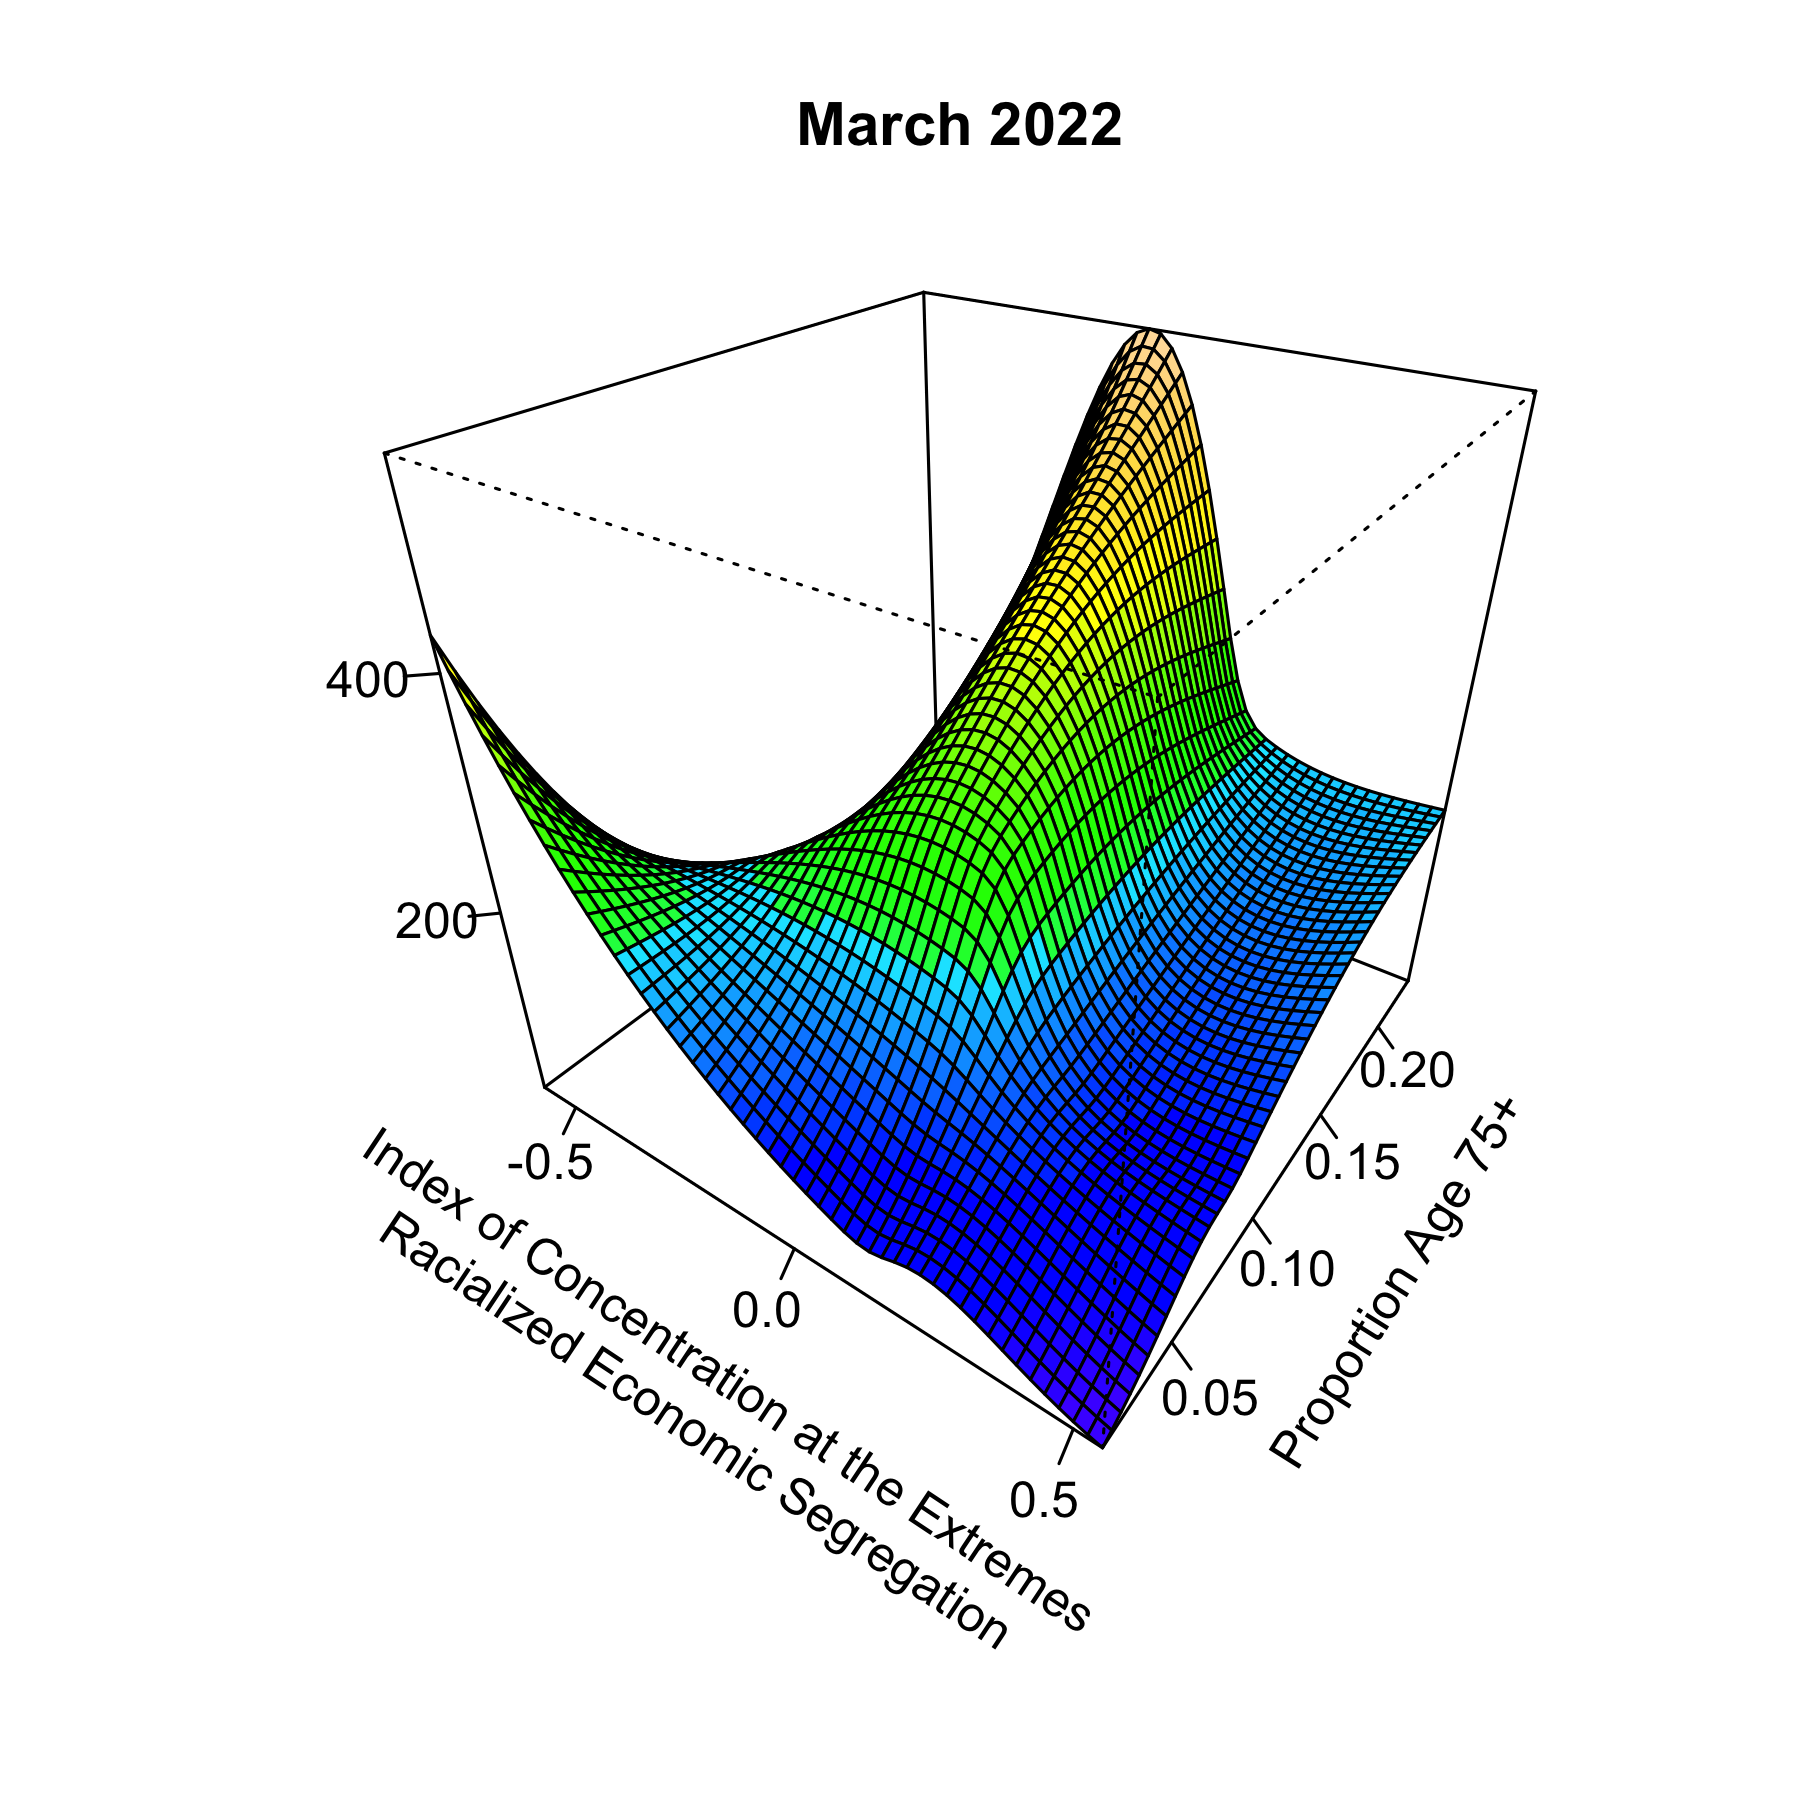 March 2022
400
200
-0.5
0.0
0.5
Index of Concentration at the Extremes
Racialized Economic Segregation
0.20
0.15
0.10
0.05
Proportion Age 75+